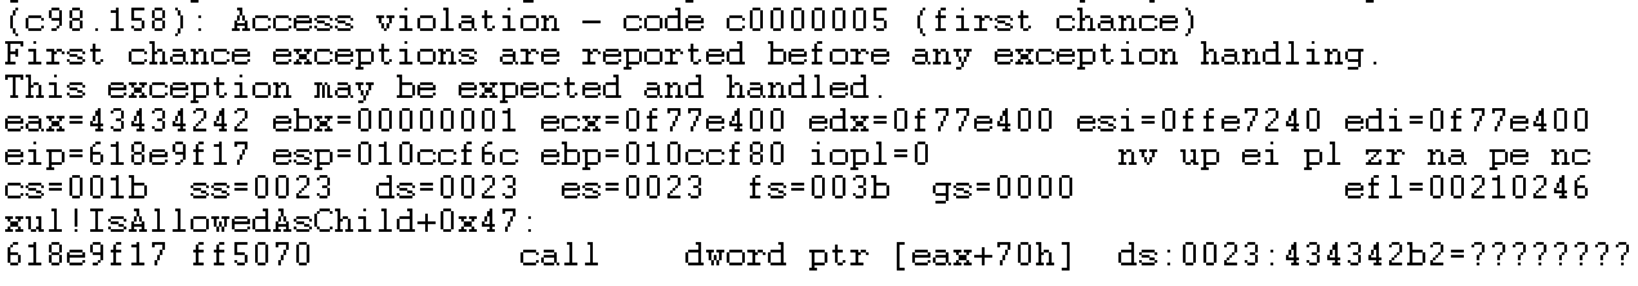 (c98.158): Access violation - code c0000005 (first chance)
First chance exceptions are reported before any exception handling.
This exception may be expected and handled.
eax=43434242 ebx=00000001 ecx=0f77e400 edx=0f77e400 esi=0ffe7240 edi=0f77e400
eip=618e9f17 esp=010ccf6c ebp=010ccf80 iopl=0         nv up ei pl zr na pe nc
cs=001b  ss=0023  ds=0023  es=0023  fs=003b  gs=0000             efl=00210246
xul!IsAllowedAsChild+0x47:
618e9f17 ff5070          call    dword ptr [eax+70h]  ds:0023:434342b2=????????